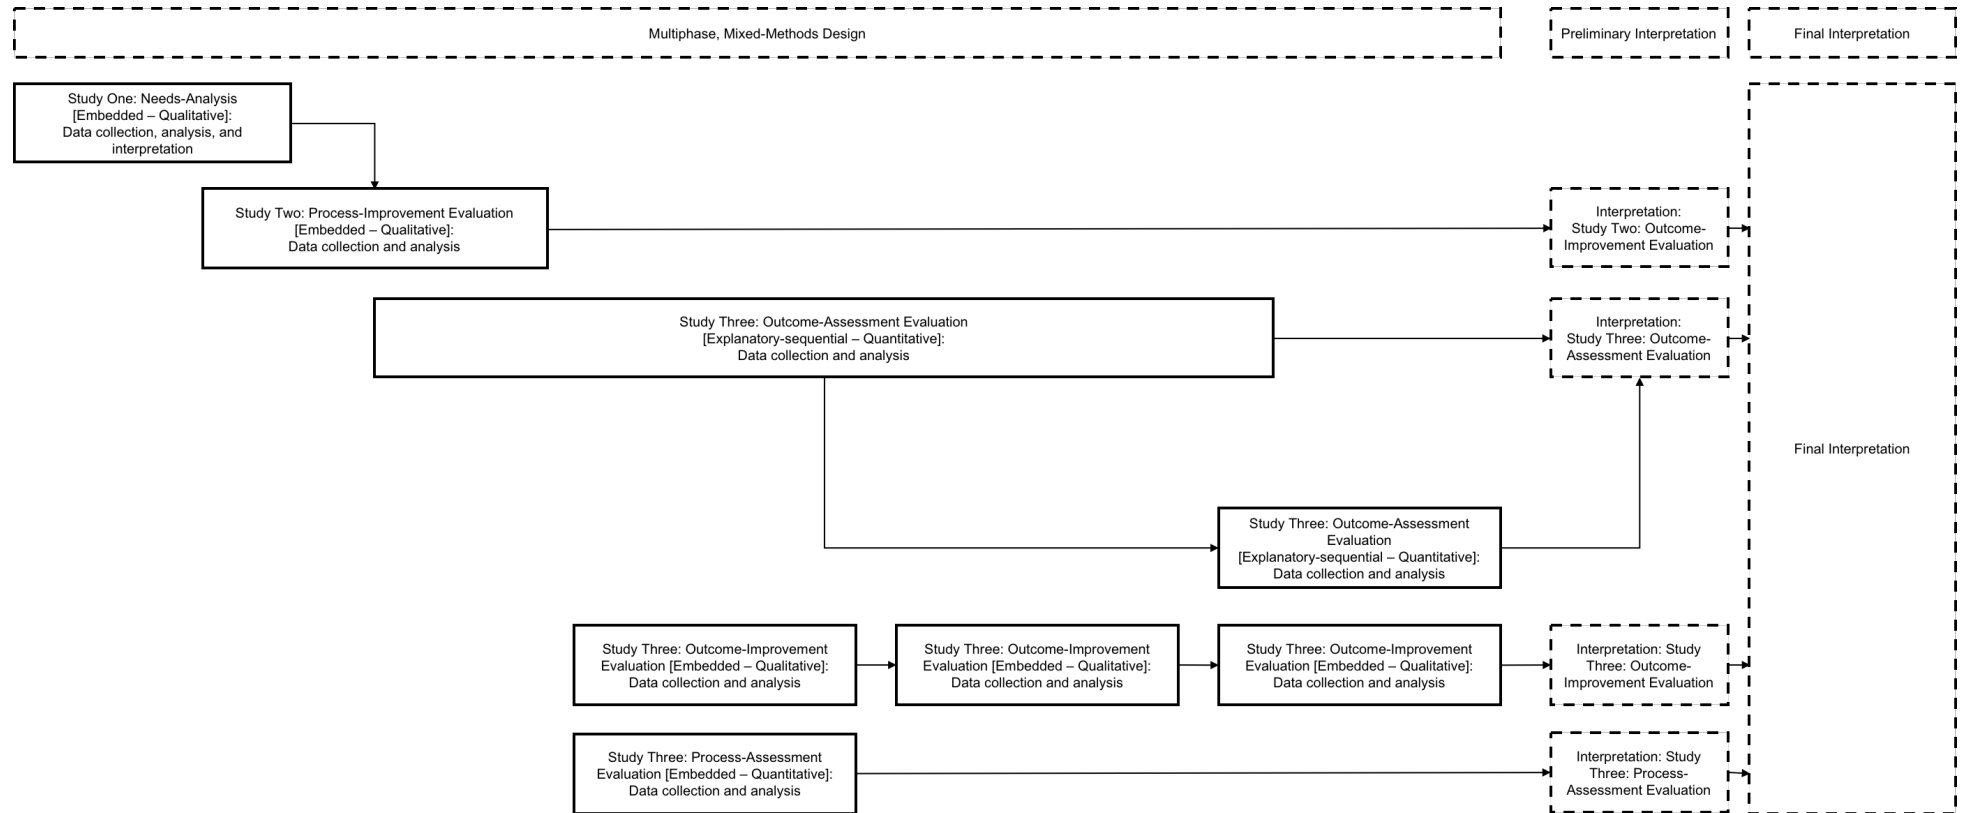 Multiphase, Mixed-Methods Design
Preliminary Interpretation
Final Interpretation
Study One: Needs-Analysis
[Embedded – Qualitative]:
Data collection, analysis, and
interpretation
Study Two: Process-Improvement Evaluation
[Embedded – Qualitative]:
Data collection and analysis
Interpretation:
Study Two: Outcome-
Improvement Evaluation
Study Three: Outcome-Assessment Evaluation
[Explanatory-sequential – Quantitative]:
Data collection and analysis
Interpretation:
Study Three: Outcome-
Assessment Evaluation
Final Interpretation
Study Three: Outcome-Assessment
Evaluation
[Explanatory-sequential – Quantitative]:
Data collection and analysis
Study Three: Outcome-Improvement
Evaluation [Embedded – Qualitative]:
Data collection and analysis
Study Three: Outcome-Improvement
Evaluation [Embedded – Qualitative]:
Data collection and analysis
Study Three: Outcome-Improvement
Evaluation [Embedded – Qualitative]:
Data collection and analysis
Interpretation: Study
Three: Outcome-
Improvement Evaluation
Study Three: Process-Assessment
Evaluation [Embedded – Quantitative]:
Data collection and analysis
Interpretation: Study
Three: Process-
Assessment Evaluation